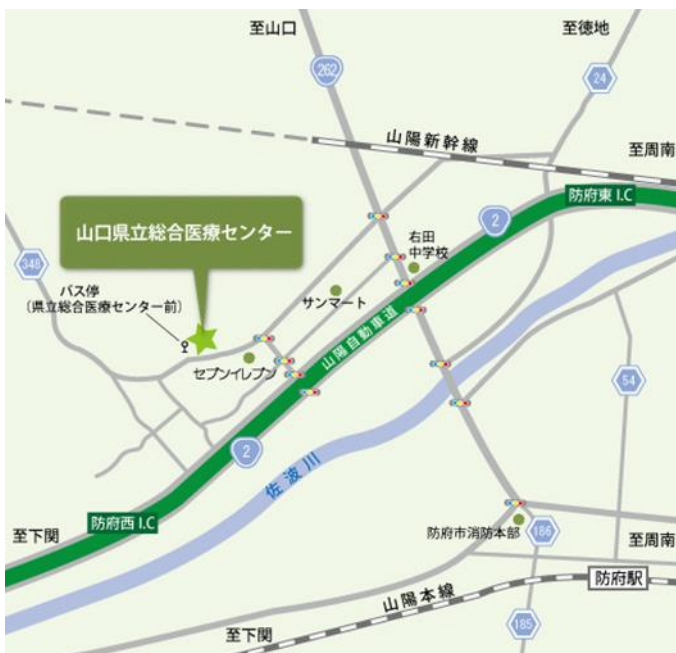 至山口
至徳地
262
24
山陽新幹線
至周南
防府東 I.C
2
山口県立総合医療センター
右田
中学校
348
バス停
（県立総合医療センター前）
サンマート
山陽自動車道
セブンイレブン
54
2
佐波川
防府西 I.C
至下関
防府市消防本部
186
至周南
防府駅
山陽本線
185
至下関